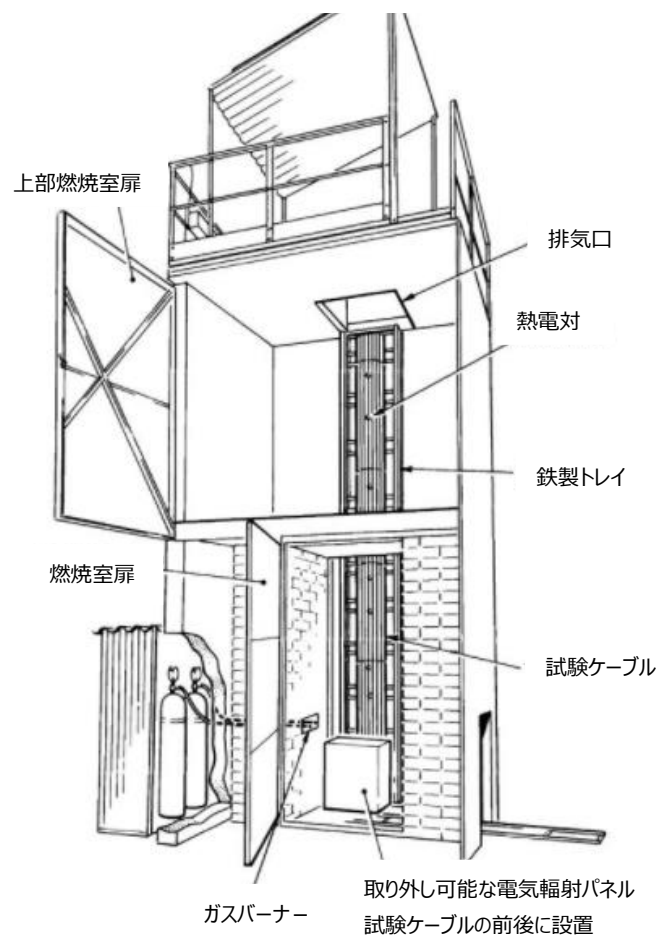 上部燃焼室扉
排気口
熱電対
鉄製トレイ
燃焼室扉
試験ケーブル
ガスバーナー
取り外し可能な電気輻射パネル
試験ケーブルの前後に設置